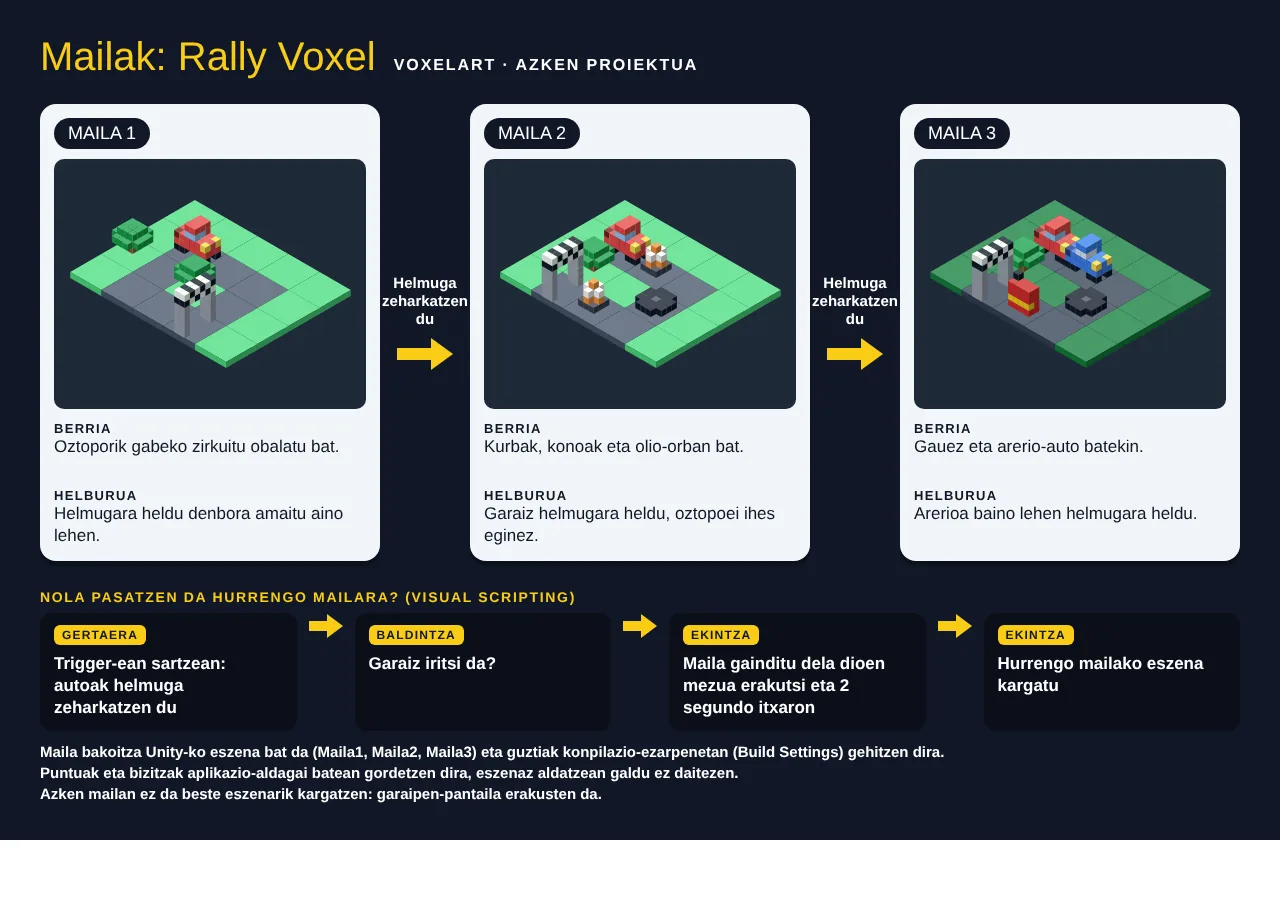 Mailak: Rally Voxel
VOXELART · AZKEN PROIEKTUA
MAILA 1
BERRIA
Oztoporik gabeko zirkuitu obalatu bat.
HELBURUA
Helmugara heldu denbora amaitu aino
lehen.
Helmuga
zeharkatzen
du
MAILA 2
BERRIA
Kurbak, konoak eta olio-orban bat.
HELBURUA
Garaiz helmugara heldu, oztopoei ihes
eginez.
Helmuga
zeharkatzen
du
MAILA 3
BERRIA
Gauez eta arerio-auto batekin.
HELBURUA
Arerioa baino lehen helmugara heldu.
NOLA PASATZEN DA HURRENGO MAILARA? (VISUAL SCRIPTING)
GERTAERA
Trigger-ean sartzean:
autoak helmuga
zeharkatzen du
BALDINTZA
Garaiz iritsi da?
EKINTZA
Maila gainditu dela dioen
mezua erakutsi eta 2
segundo itxaron
EKINTZA
Hurrengo mailako eszena
kargatu
Maila bakoitza Unity-ko eszena bat da (Maila1, Maila2, Maila3) eta guztiak konpilazio-ezarpenetan (Build Settings) gehitzen dira.
Puntuak eta bizitzak aplikazio-aldagai batean gordetzen dira, eszenaz aldatzean galdu ez daitezen.
Azken mailan ez da beste eszenarik kargatzen: garaipen-pantaila erakusten da.